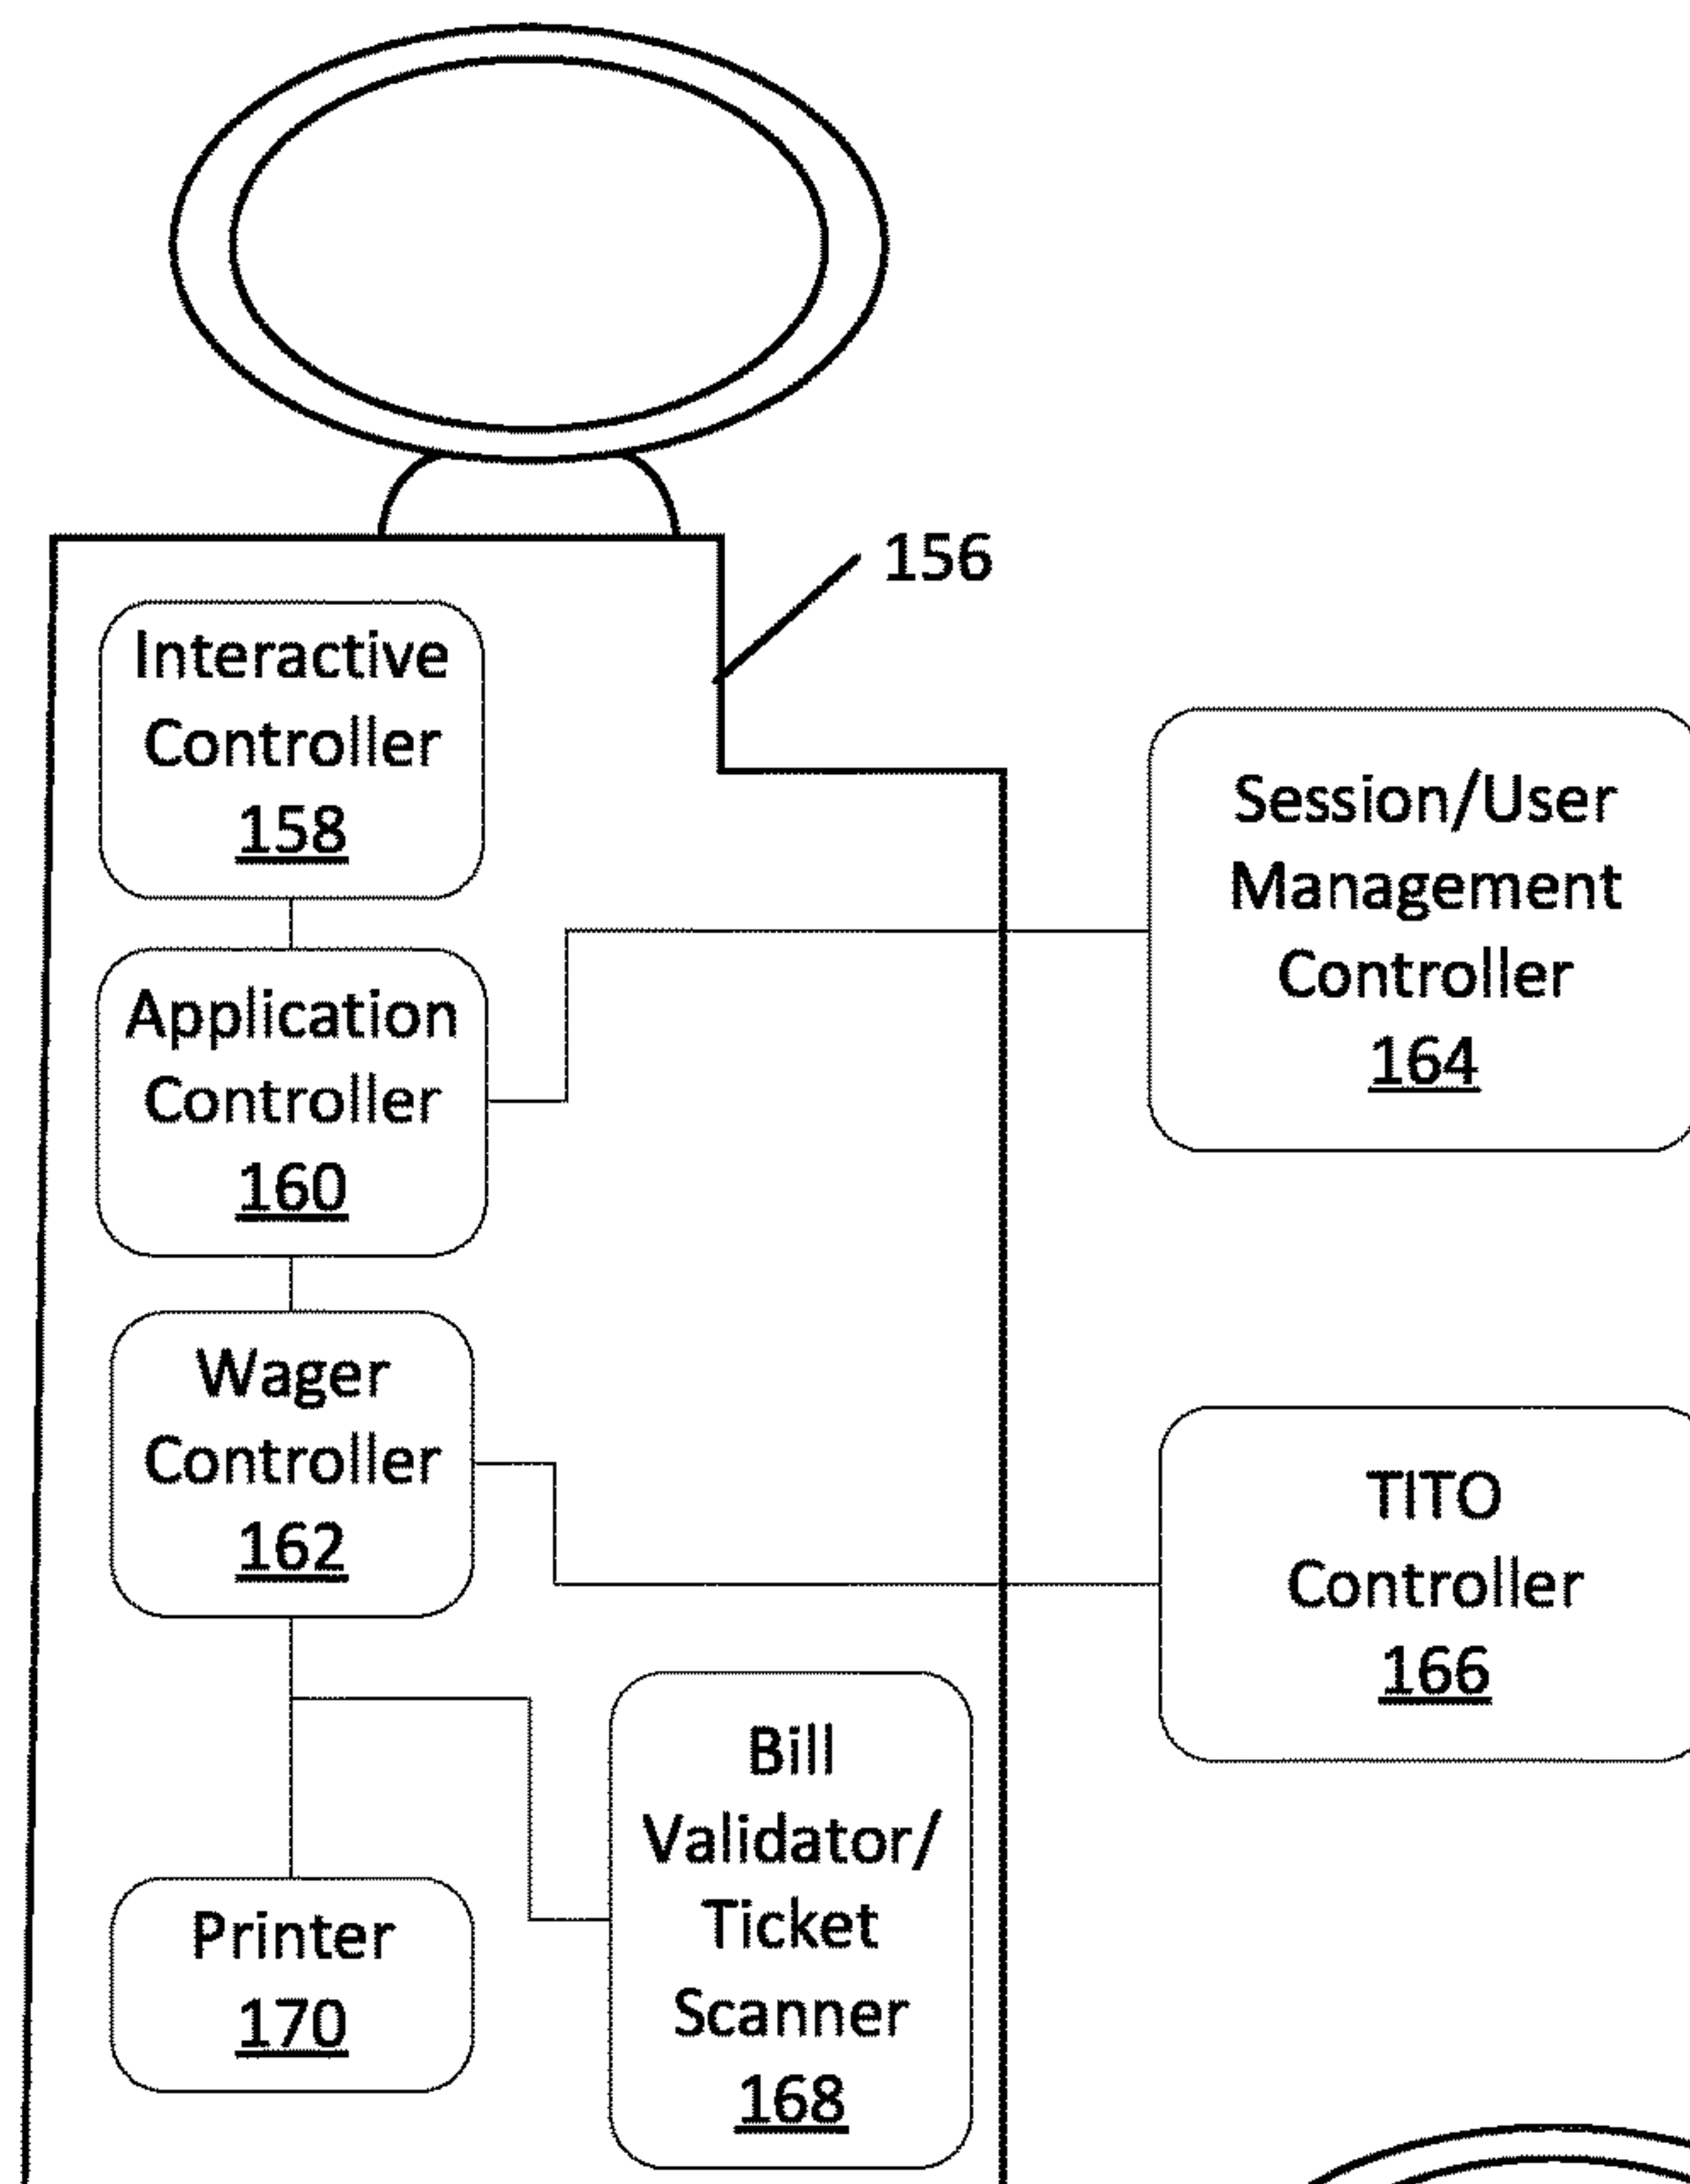 156
Interactive
Controller
158
Application
Controller
160
Wager
Controller
162
Printer
170
Bill
Validator/
Ticket
Scanner
168
Session/User
Management
Controller
164
TITO
Controller
166